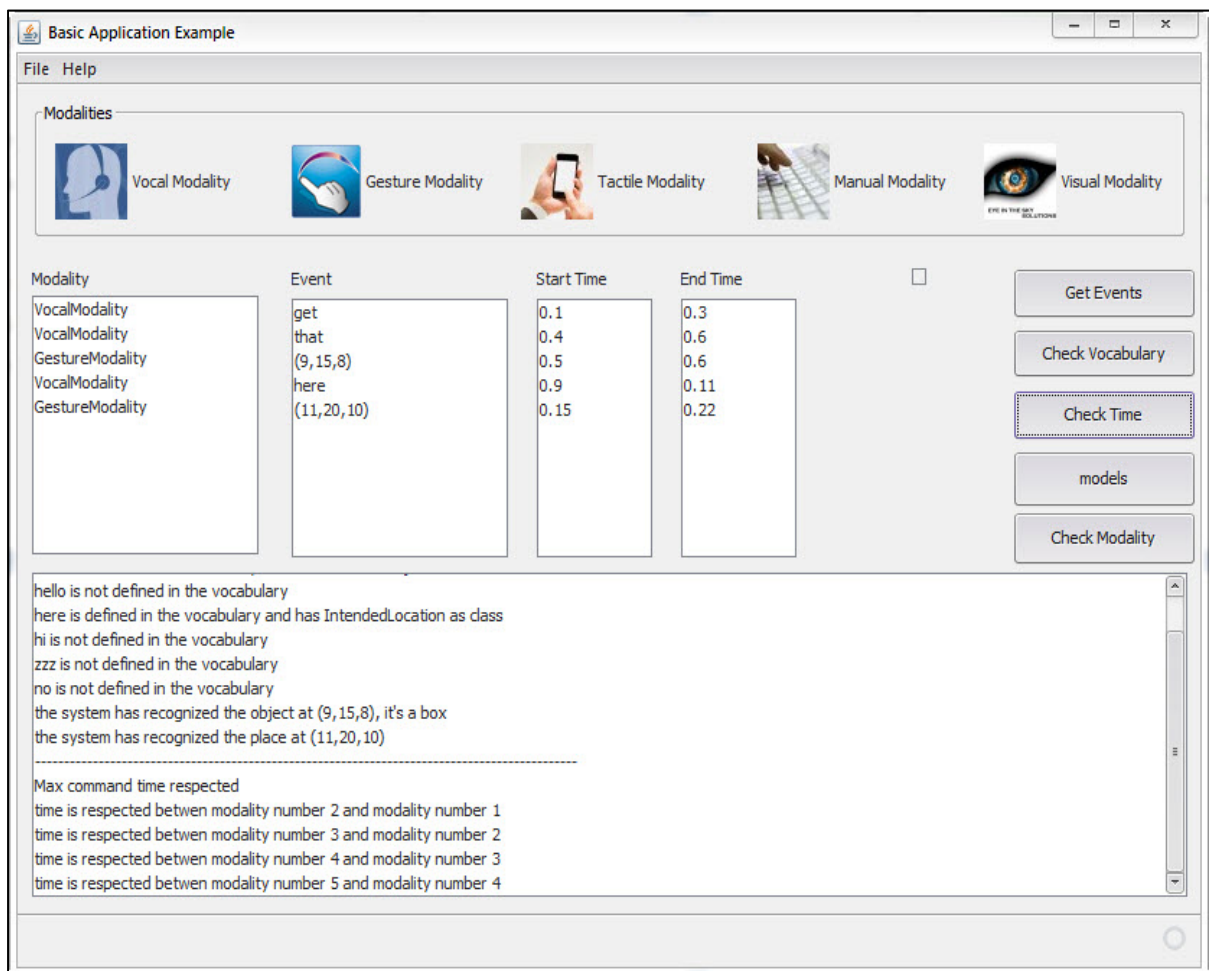 Basic Application Example
File Help
Modalities
Vocal Modality Gesture Modality Tactile Modality Manual Modality Visual Modality
EYE IN THE SKY
SOLUTIONS
Modality Event Start Time End Time
Get Events
VocalModality get 0.1 0.3
VocalModality that 0.4 0.6
Check Vocabulary
GestureModality (9,15,8) 0.5 0.6
VocalModality here 0.9 0.11
GestureModality (11,20,10) 0.15 0.22
Check Time
models
Check Modality
hello is not defined in the vocabulary
here is defined in the vocabulary and has IntendedLocation as class
hi is not defined in the vocabulary
zzz is not defined in the vocabulary
no is not defined in the vocabulary
the system has recognized the object at (9,15,8), it's a box
the system has recognized the place at (11,20,10)
--------------------------------------------------------------------------------------------
Max command time respected
time is respected betwen modality number 2 and modality number 1
time is respected betwen modality number 3 and modality number 2
time is respected betwen modality number 4 and modality number 3
time is respected betwen modality number 5 and modality number 4